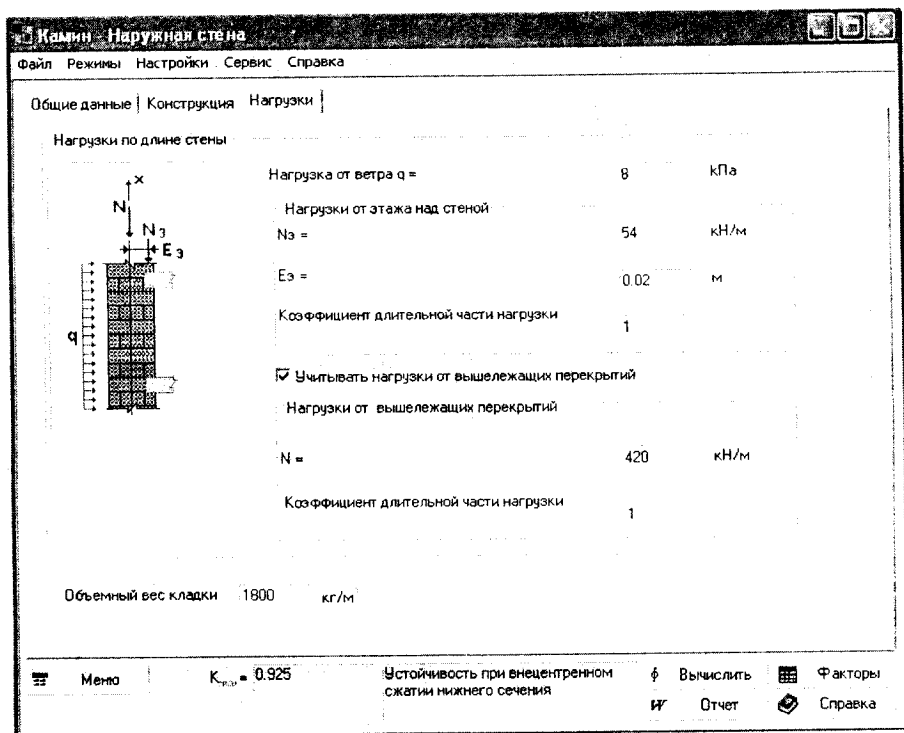 Камин Наружная стена
Файл Режимы Настройки Сервис Справка
Общие данные Конструкция Нагрузки
Нагрузки по длине стены
x
N
Nэ
Eэ
q
Нагрузка от ветра q = 8 кПа
Нагрузки от этажа над стеной
Nэ = 54 кН/м
Eэ = 0.02 м
Коэффициент длительной части нагрузки 1
Учитывать нагрузки от вышележащих перекрытий
Нагрузки от вышележащих перекрытий
N = 420 кН/м
Коэффициент длительной части нагрузки 1
Объемный вес кладки 1800 кг/м
Меню
= 0.925
Устойчивость при внецентренном
сжатии нижнего сечения
Вычислить Факторы
Отчет Справка